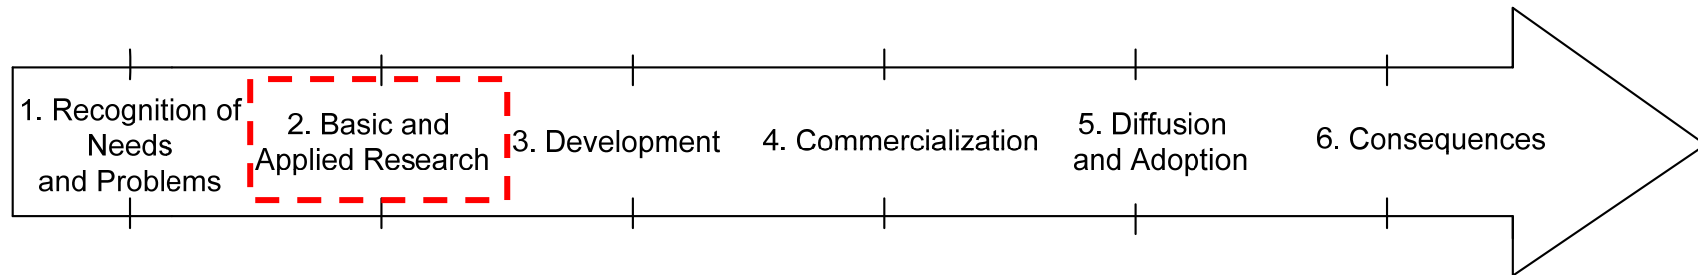 1. Recognition of
Needs
and Problems
2. Basic and
Applied Research
3. Development
4. Commercialization
5. Diffusion
and Adoption
6. Consequences